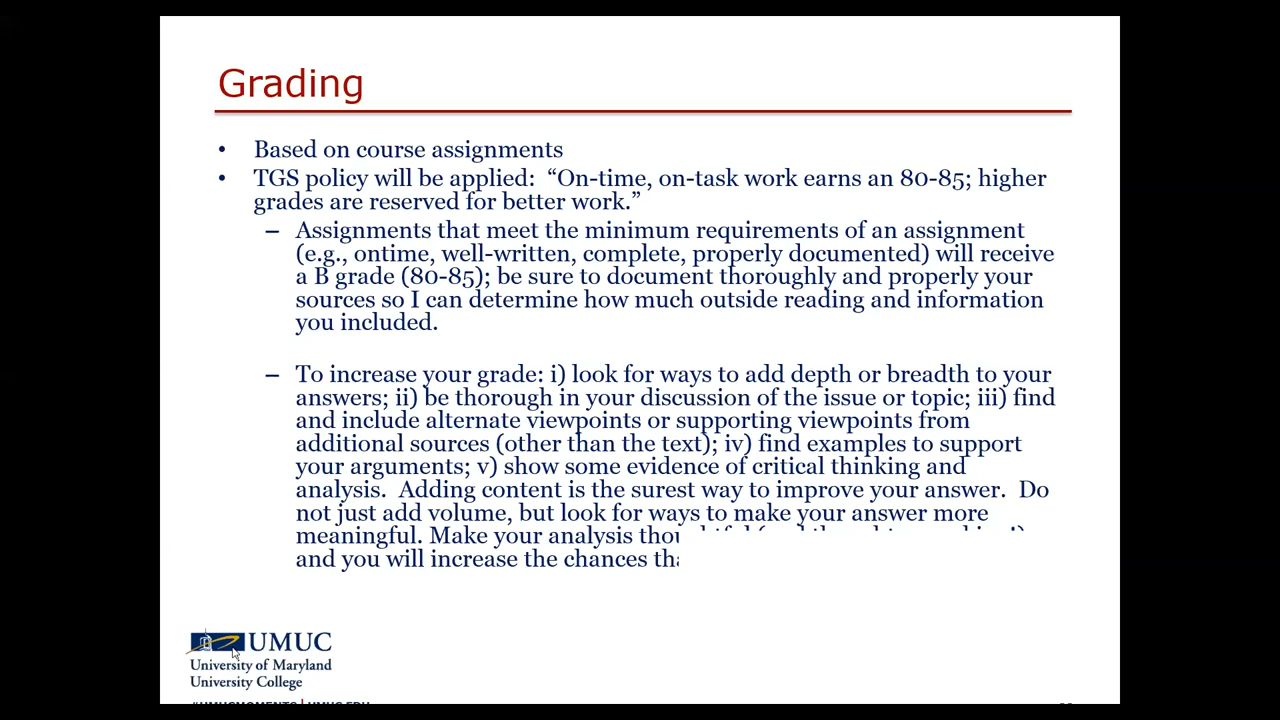 Grading
• Based on course assignments
• TGS policy will be applied: “On-time, on-task work earns an 80-85; higher
grades are reserved for better work.”
– Assignments that meet the minimum requirements of an assignment
(e.g., ontime, well-written, complete, properly documented) will receive
a B grade (80-85); be sure to document thoroughly and properly your
sources so I can determine how much outside reading and information
you included.
– To increase your grade: i) look for ways to add depth or breadth to your
answers; ii) be thorough in your discussion of the issue or topic; iii) find
and include alternate viewpoints or supporting viewpoints from
additional sources (other than the text); iv) find examples to support
your arguments; v) show some evidence of critical thinking and
analysis. Adding content is the surest way to improve your answer. Do
not just add volume, but look for ways to make your answer more
meaningful. Make your analysis
and you will increase the chances
UMUC
University of Maryland
University College
#UMUCMOMENTS | UMUC.EDU